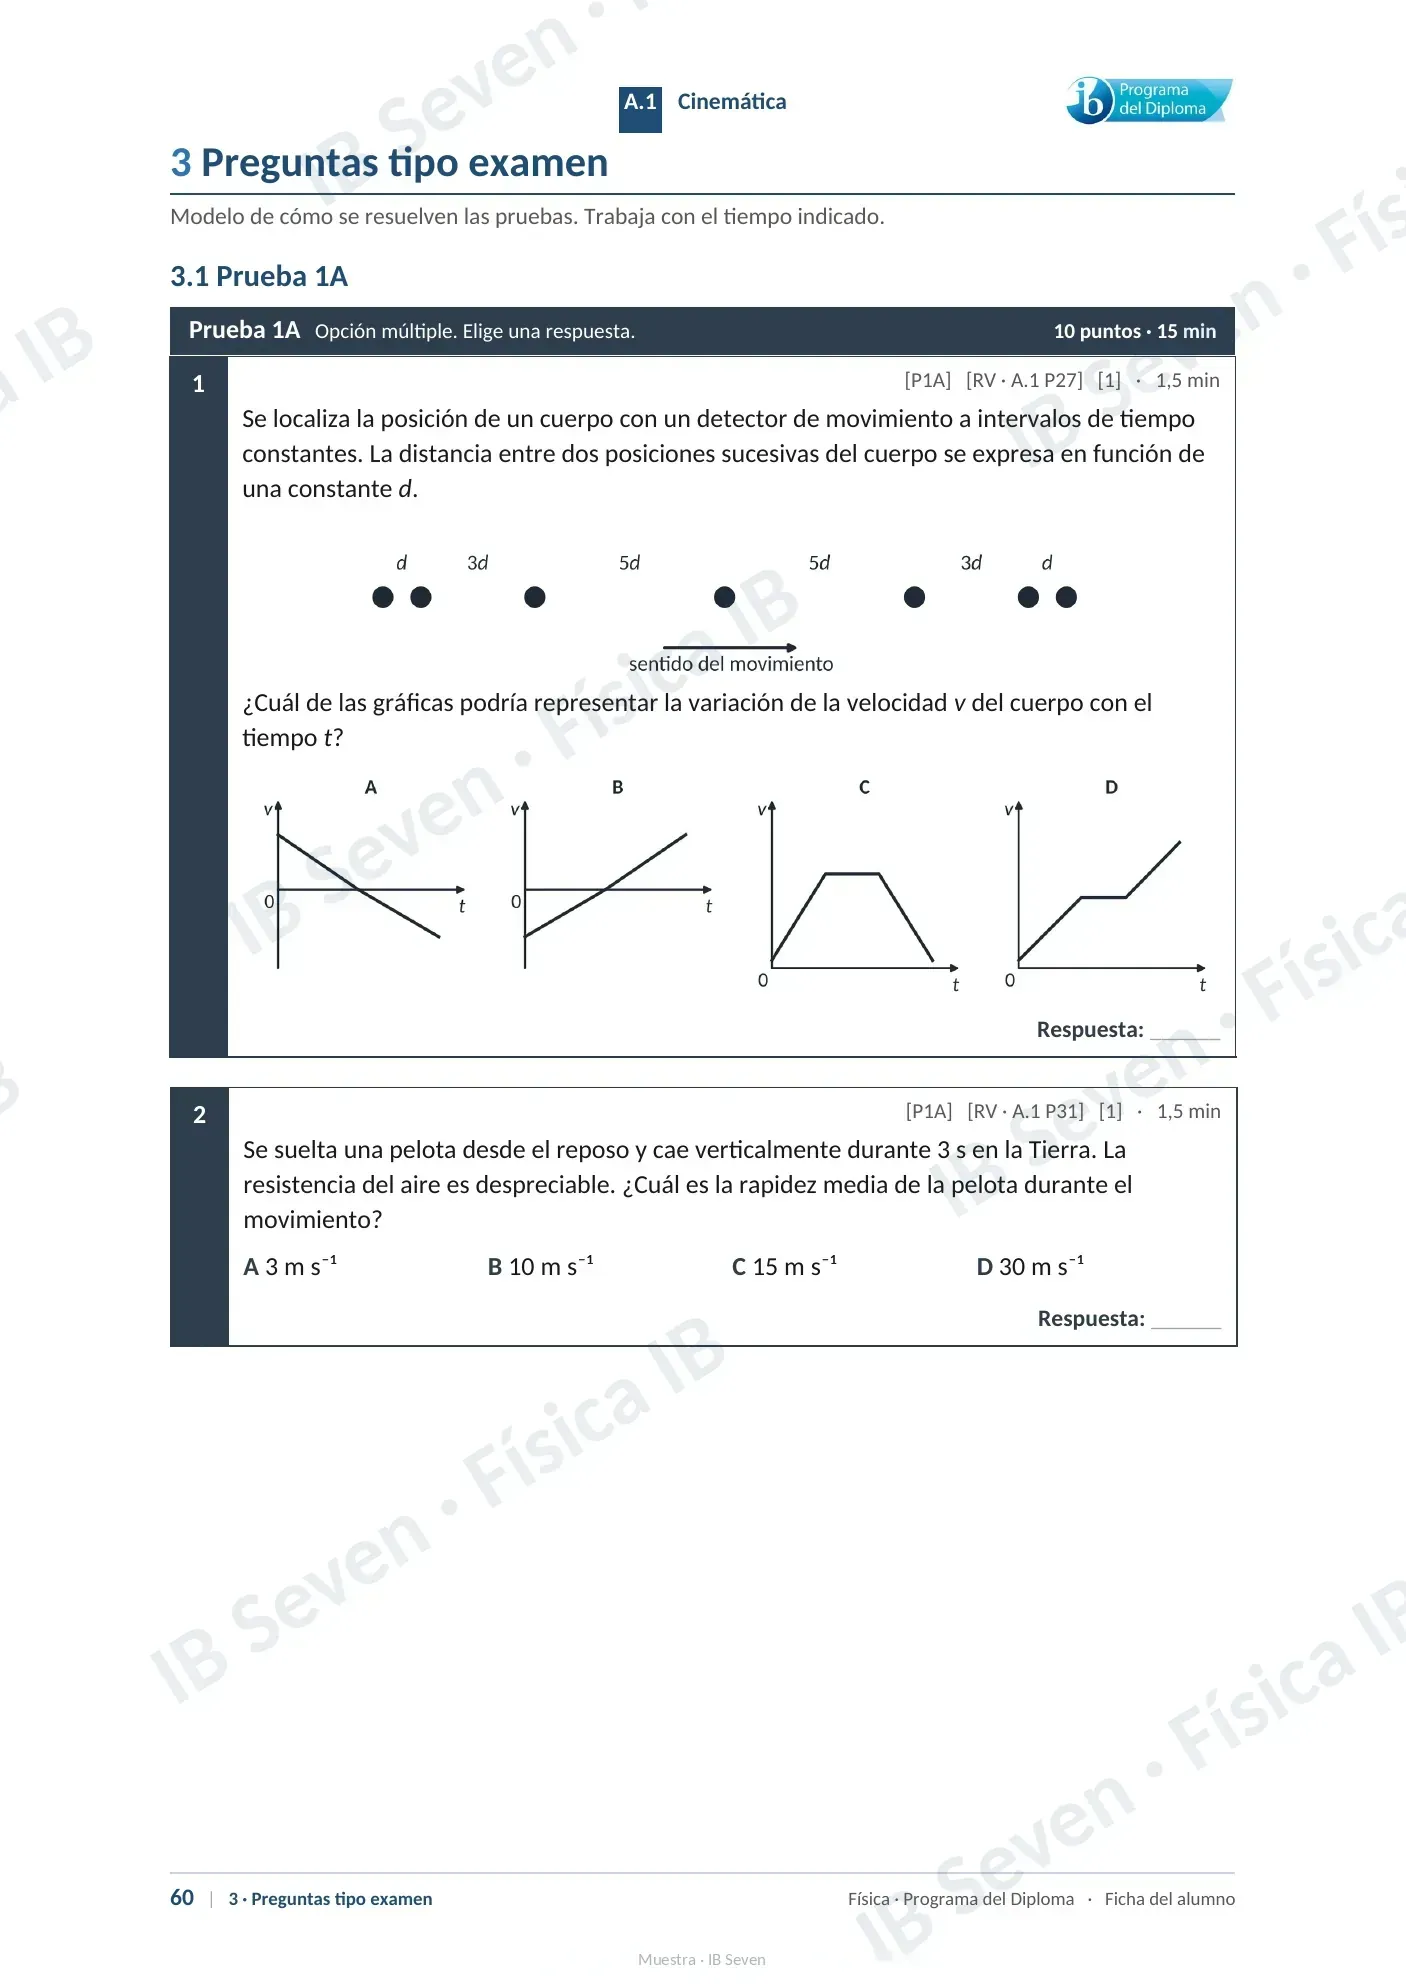 A.1 Cinemática
ib Programa
del Diploma
3 Preguntas tipo examen
Modelo de cómo se resuelven las pruebas. Trabaja con el tiempo indicado.
3.1 Prueba 1A
Prueba 1A Opción múltiple. Elige una respuesta. 10 puntos · 15 min
1 [P1A] [RV · A.1 P27] [1] · 1,5 min
Se localiza la posición de un cuerpo con un detector de movimiento a intervalos de tiempo
constantes. La distancia entre dos posiciones sucesivas del cuerpo se expresa en función de
una constante d.
d 3d 5d 5d 3d d
sentido del movimiento
¿Cuál de las gráficas podría representar la variación de la velocidad v del cuerpo con el
tiempo t?
A B C D
v v v v
0 t 0 t 0 t 0 t
Respuesta: ______
2 [P1A] [RV · A.1 P31] [1] · 1,5 min
Se suelta una pelota desde el reposo y cae verticalmente durante 3 s en la Tierra. La
resistencia del aire es despreciable. ¿Cuál es la rapidez media de la pelota durante el
movimiento?
A 3 m s⁻¹ B 10 m s⁻¹ C 15 m s⁻¹ D 30 m s⁻¹
Respuesta: ______
60 | 3 · Preguntas tipo examen Física · Programa del Diploma · Ficha del alumno
Muestra · IB Seven
IB Seven · Física IB